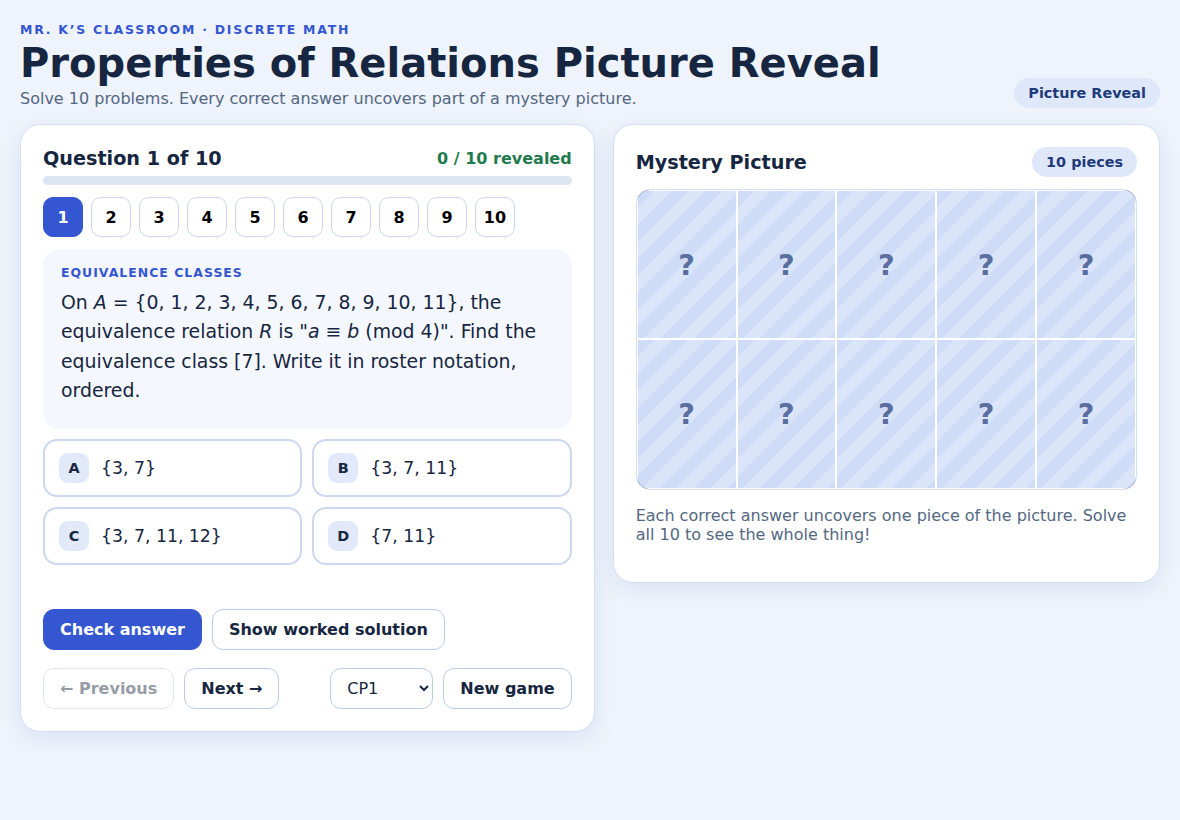 MR. K’S CLASSROOM · DISCRETE MATH
Properties of Relations Picture Reveal
Solve 10 problems. Every correct answer uncovers part of a mystery picture.
Picture Reveal
Question 1 of 10
0 / 10 revealed
1 2 3 4 5 6 7 8 9 10
EQUIVALENCE CLASSES
On A = {0, 1, 2, 3, 4, 5, 6, 7, 8, 9, 10, 11}, the
equivalence relation R is "a ≡ b (mod 4)". Find the
equivalence class [7]. Write it in roster notation,
ordered.
A {3, 7}
B {3, 7, 11}
C {3, 7, 11, 12}
D {7, 11}
Check answer
Show worked solution
← Previous
Next →
CP1
New game
Mystery Picture
10 pieces
? ? ? ? ?
? ? ? ? ?
Each correct answer uncovers one piece of the picture. Solve
all 10 to see the whole thing!